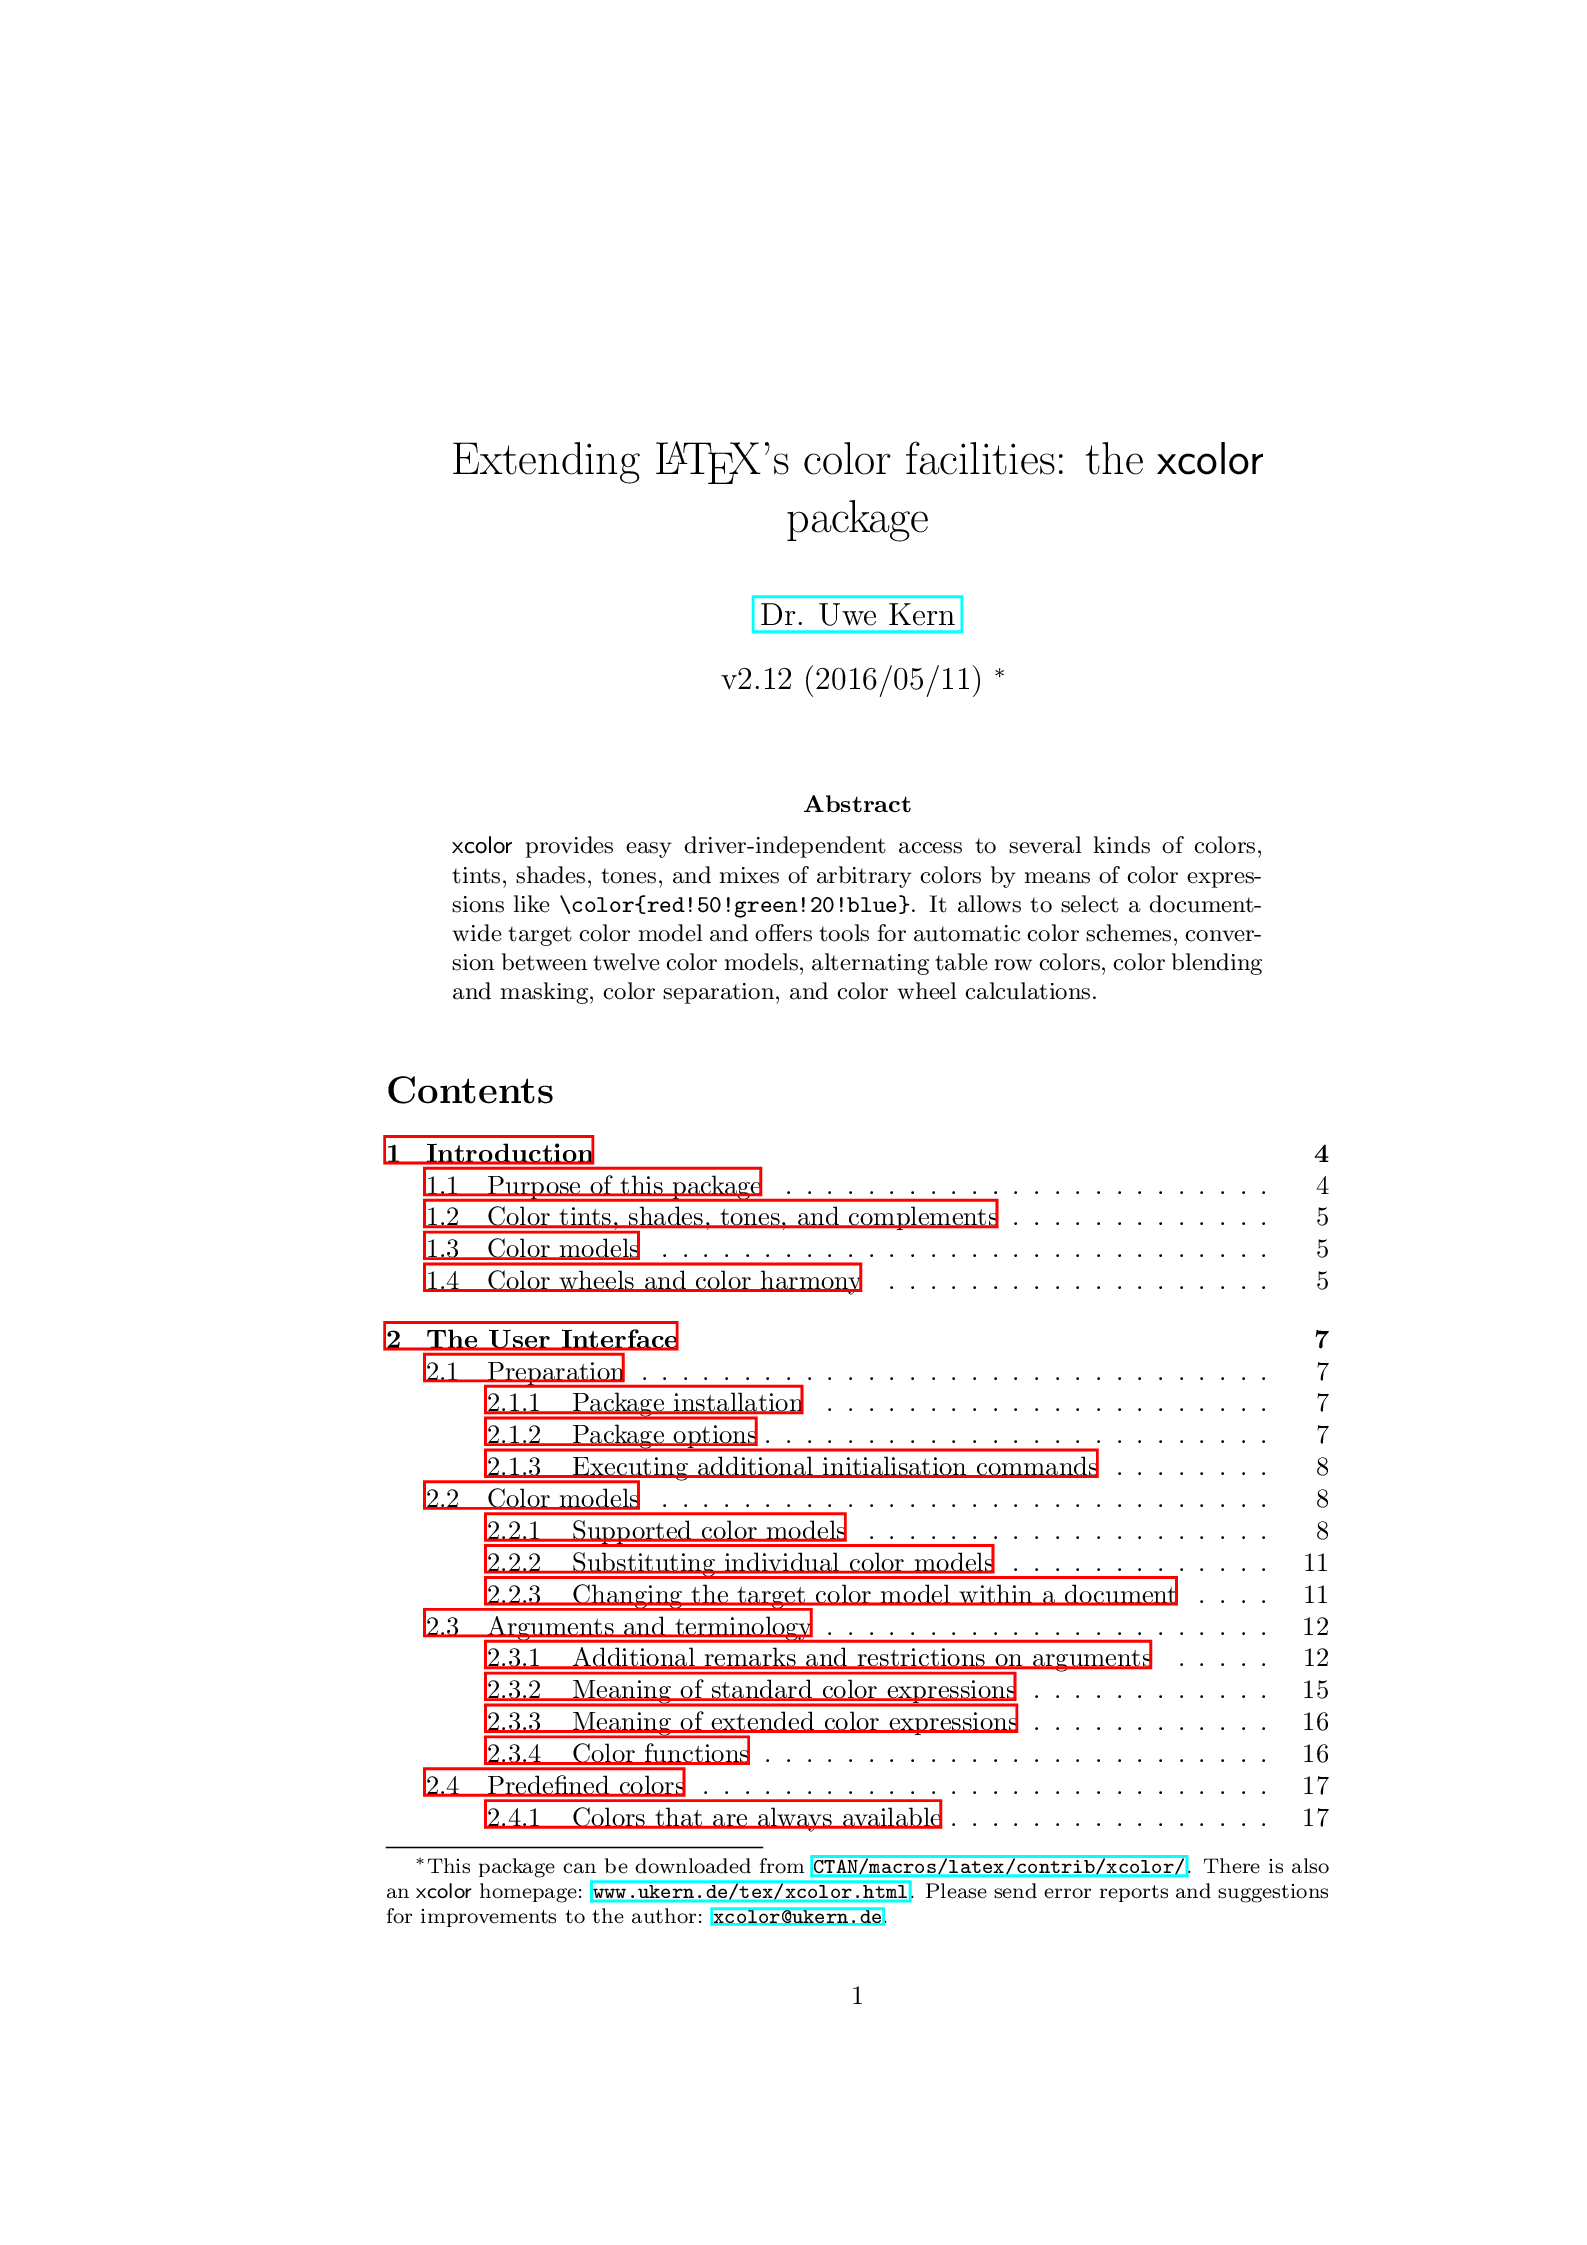 Extending LATEX's color facilities: the xcolor
package
Dr. Uwe Kern
v2.12 (2016/05/11) *
Abstract
xcolor provides easy driver-independent access to several kinds of colors,
tints, shades, tones, and mixes of arbitrary colors by means of color expres-
sions like \color{red!50!green!20!blue}. It allows to select a document-
wide target color model and offers tools for automatic color schemes, conver-
sion between twelve color models, alternating table row colors, color blending
and masking, color separation, and color wheel calculations.
Contents
1 Introduction 4
1.1 Purpose of this package . . . . . . . . . . . . . . . . . . . . . . . . 4
1.2 Color tints, shades, tones, and complements . . . . . . . . . . . . . 5
1.3 Color models . . . . . . . . . . . . . . . . . . . . . . . . . . . . . . 5
1.4 Color wheels and color harmony . . . . . . . . . . . . . . . . . . . 5
2 The User Interface 7
2.1 Preparation . . . . . . . . . . . . . . . . . . . . . . . . . . . . . . . 7
2.1.1 Package installation . . . . . . . . . . . . . . . . . . . . . . 7
2.1.2 Package options . . . . . . . . . . . . . . . . . . . . . . . . . 7
2.1.3 Executing additional initialisation commands . . . . . . . . 8
2.2 Color models . . . . . . . . . . . . . . . . . . . . . . . . . . . . . . 8
2.2.1 Supported color models . . . . . . . . . . . . . . . . . . . . 8
2.2.2 Substituting individual color models . . . . . . . . . . . . . 11
2.2.3 Changing the target color model within a document . . . . 11
2.3 Arguments and terminology . . . . . . . . . . . . . . . . . . . . . . 12
2.3.1 Additional remarks and restrictions on arguments . . . . . 12
2.3.2 Meaning of standard color expressions . . . . . . . . . . . . 15
2.3.3 Meaning of extended color expressions . . . . . . . . . . . . 16
2.3.4 Color functions . . . . . . . . . . . . . . . . . . . . . . . . . 16
2.4 Predefined colors . . . . . . . . . . . . . . . . . . . . . . . . . . . . 17
2.4.1 Colors that are always available . . . . . . . . . . . . . . . . 17
*This package can be downloaded from CTAN/macros/latex/contrib/xcolor/. There is also
an xcolor homepage: www.ukern.de/tex/xcolor.html. Please send error reports and suggestions
for improvements to the author: xcolor@ukern.de.
1